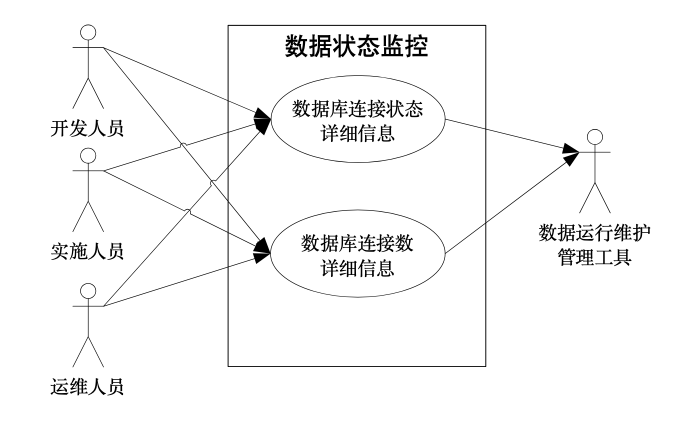 数据状态监控
开发人员
数据库连接状态
详细信息
实施人员
数据库连接数
详细信息
数据运行维护
管理工具
运维人员